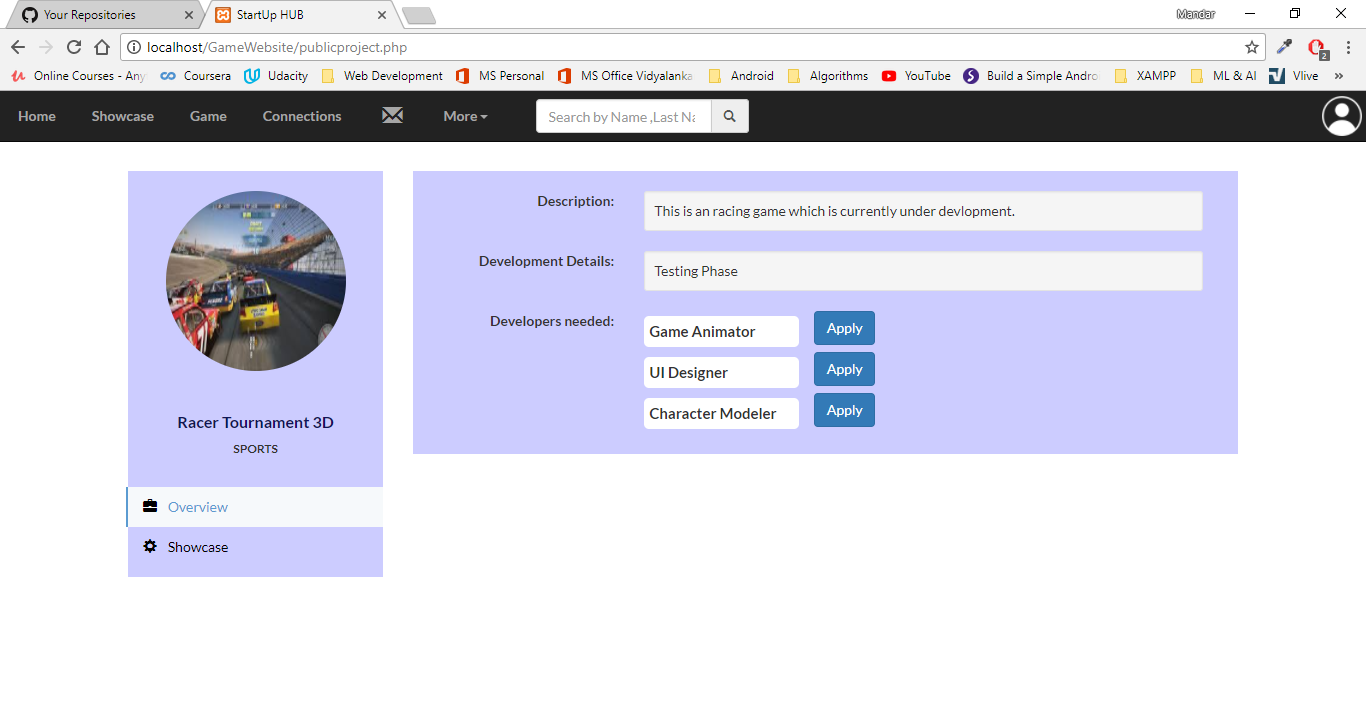 Your Repositories
StartUp HUB
Mandar
localhost/GameWebsite/publicproject.php
2
Online Courses - Any
Coursera
Udacity
Web Development
MS Personal
MS Office Vidyalanka
Android
Algorithms
YouTube
Build a Simple Andro
XAMPP
ML & AI
Vlive
»
Home
Showcase
Game
Connections
More
Search by Name ,Last Na
Racer Tournament 3D
SPORTS
Overview
Showcase
Description:
This is an racing game which is currently under devlopment.
Development Details:
Testing Phase
Developers needed:
Game Animator
Apply
UI Designer
Apply
Character Modeler
Apply